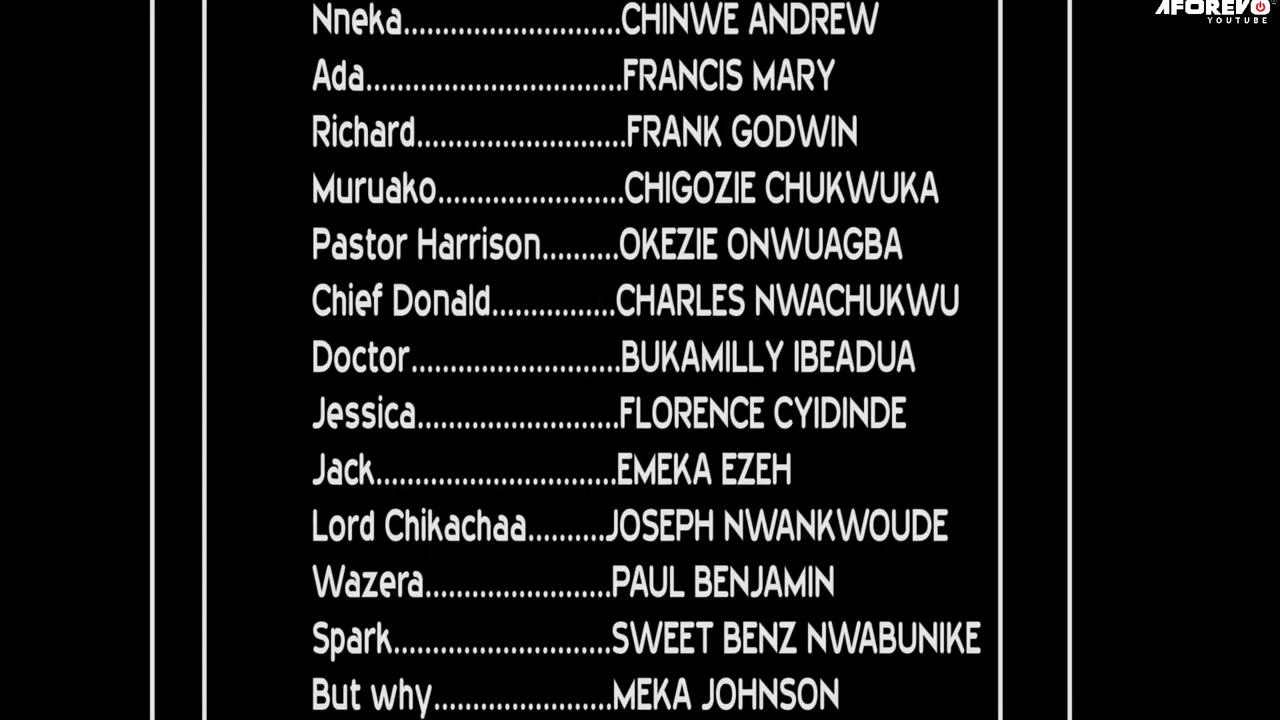 AFOREVO
YOUTUBE
Nneka............................CHINWE ANDREW
Ada.................................FRANCIS MARY
Richard...........................FRANK GODWIN
Muruako........................CHIGOZIE CHUKWUKA
Pastor Harrison..........OKEZIE ONWUAGBA
Chief Donald................CHARLES NWACHUKWU
Doctor...........................BUKAMILLY IBEADUA
Jessica..........................FLORENCE CYIDINDE
Jack...............................EMEKA EZEH
Lord Chikachaa..........JOSEPH NWANKWOUDE
Wazera........................PAUL BENJAMIN
Spark............................SWEET BENZ NWABUNIKE
But why.......................MEKA JOHNSON